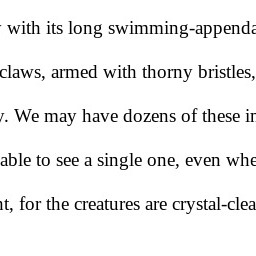 with its long swimming-appenda
claws, armed with thorny bristles,
. We may have dozens of these in
able to see a single one, even whe
t, for the creatures are crystal-clea